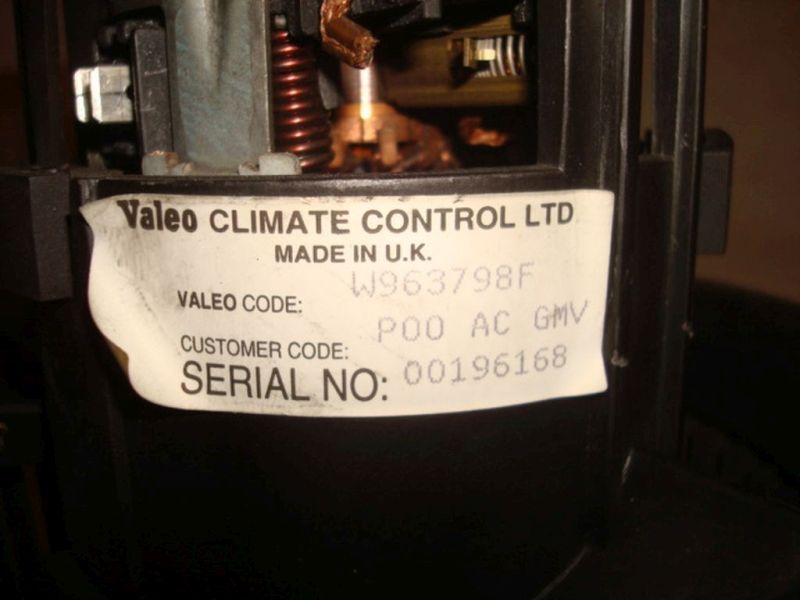 Valeo CLIMATE CONTROL LTD
MADE IN U.K.
VALEO CODE: W963798F
CUSTOMER CODE: P00 AC GMV
SERIAL NO: 00196168